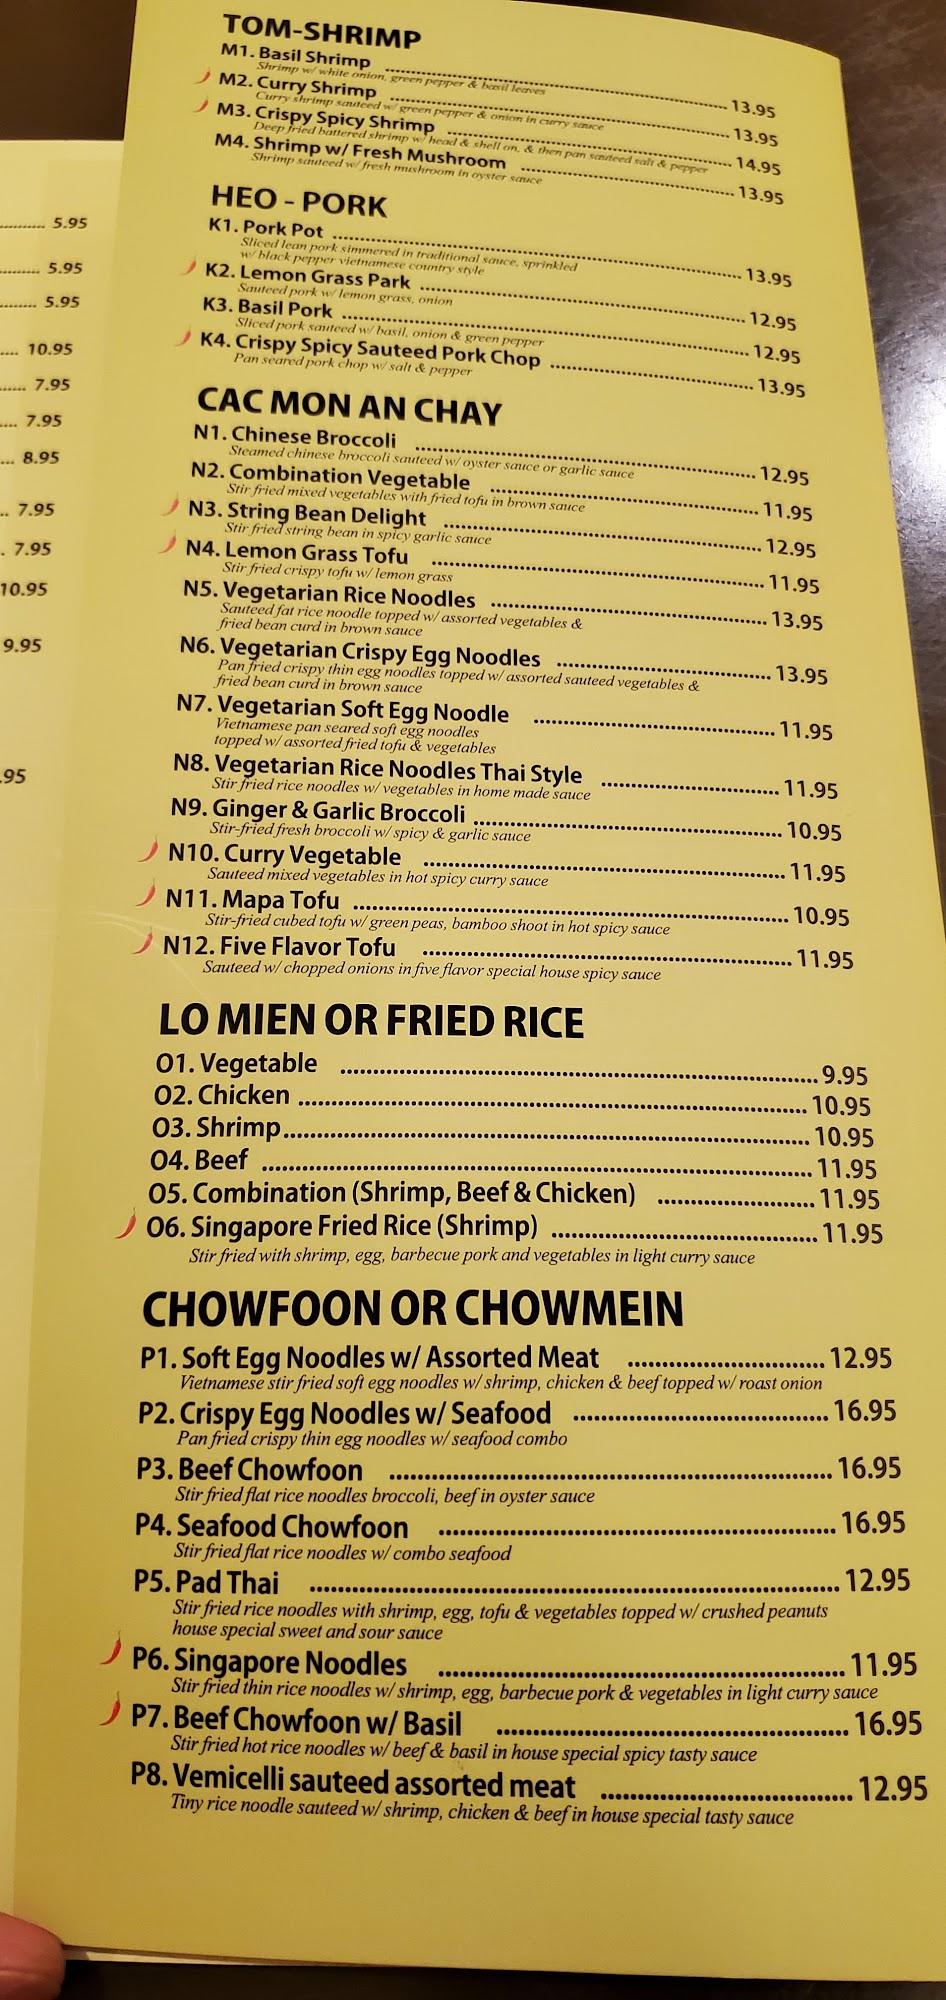 5.95
5.95
5.95
10.95
7.95
7.95
8.95
7.95
7.95
10.95
9.95
.95
TOM-SHRIMP
M1. Basil Shrimp 13.95
Shrimp w/ white onion, green pepper & basil leaves
M2. Curry Shrimp 13.95
Curry shrimp sauteed w/ green pepper & onion in curry sauce
M3. Crispy Spicy Shrimp 14.95
Deep fried battered shrimp w/ head & shell on, & then pan sauteed salt & pepper
M4. Shrimp w/ Fresh Mushroom 13.95
Shrimp sauteed w/ fresh mushroom in oyster sauce
HEO - PORK
K1. Pork Pot 13.95
Sliced lean pork simmered in traditional sauce, sprinkled
w/ black pepper vietnamese country style
K2. Lemon Grass Park 12.95
Sauteed pork w/ lemon grass, onion
K3. Basil Pork 12.95
Sliced pork sauteed w/ basil, onion & green pepper
K4. Crispy Spicy Sauteed Pork Chop 13.95
Pan seared pork chop w/ salt & pepper
CAC MON AN CHAY
N1. Chinese Broccoli 12.95
Steamed chinese broccoli sauteed w/ oyster sauce or garlic sauce
N2. Combination Vegetable 11.95
Stir fried mixed vegetables with fried tofu in brown sauce
N3. String Bean Delight 12.95
Stir fried string bean in spicy garlic sauce
N4. Lemon Grass Tofu 11.95
Stir fried crispy tofu w/ lemon grass
N5. Vegetarian Rice Noodles 13.95
Sauteed fat rice noodle topped w/ assorted vegetables &
fried bean curd in brown sauce
N6. Vegetarian Crispy Egg Noodles 13.95
Pan fried crispy thin egg noodles topped w/ assorted sauteed vegetables &
fried bean curd in brown sauce
N7. Vegetarian Soft Egg Noodle 11.95
Vietnamese pan seared soft egg noodles
topped w/ assorted fried tofu & vegetables
N8. Vegetarian Rice Noodles Thai Style 11.95
Stir fried rice noodles w/ vegetables in home made sauce
N9. Ginger & Garlic Broccoli 10.95
Stir-fried fresh broccoli w/ spicy & garlic sauce
N10. Curry Vegetable 11.95
Sauteed mixed vegetables in hot spicy curry sauce
N11. Mapa Tofu 10.95
Stir-fried cubed tofu w/ green peas, bamboo shoot in hot spicy sauce
N12. Five Flavor Tofu 11.95
Sauteed w/ chopped onions in five flavor special house spicy sauce
LO MIEN OR FRIED RICE
O1. Vegetable 9.95
O2. Chicken 10.95
O3. Shrimp 10.95
O4. Beef 11.95
O5. Combination (Shrimp, Beef & Chicken) 11.95
O6. Singapore Fried Rice (Shrimp) 11.95
Stir fried with shrimp, egg, barbecue pork and vegetables in light curry sauce
CHOWFOON OR CHOWMEIN
P1. Soft Egg Noodles w/ Assorted Meat 12.95
Vietnamese stir fried soft egg noodles w/ shrimp, chicken & beef topped w/ roast onion
P2. Crispy Egg Noodles w/ Seafood 16.95
Pan fried crispy thin egg noodles w/ seafood combo
P3. Beef Chowfoon 16.95
Stir fried flat rice noodles broccoli, beef in oyster sauce
P4. Seafood Chowfoon 16.95
Stir fried flat rice noodles w/ combo seafood
P5. Pad Thai 12.95
Stir fried rice noodles with shrimp, egg, tofu & vegetables topped w/ crushed peanuts
house special sweet and sour sauce
P6. Singapore Noodles 11.95
Stir fried thin rice noodles w/ shrimp, egg, barbecue pork & vegetables in light curry sauce
P7. Beef Chowfoon w/ Basil 16.95
Stir fried hot rice noodles w/ beef & basil in house special spicy tasty sauce
P8. Vemicelli sauteed assorted meat 12.95
Tiny rice noodle sauteed w/ shrimp, chicken & beef in house special tasty sauce